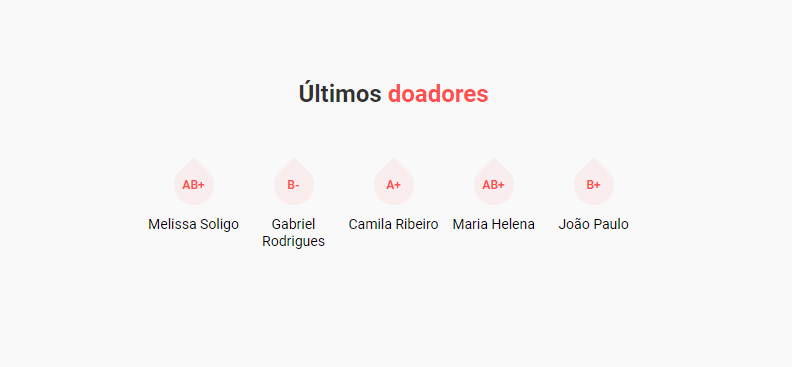 Últimos doadores
AB+
B-
A+
AB+
B+
Melissa Soligo
Gabriel
Rodrigues
Camila Ribeiro
Maria Helena
João Paulo